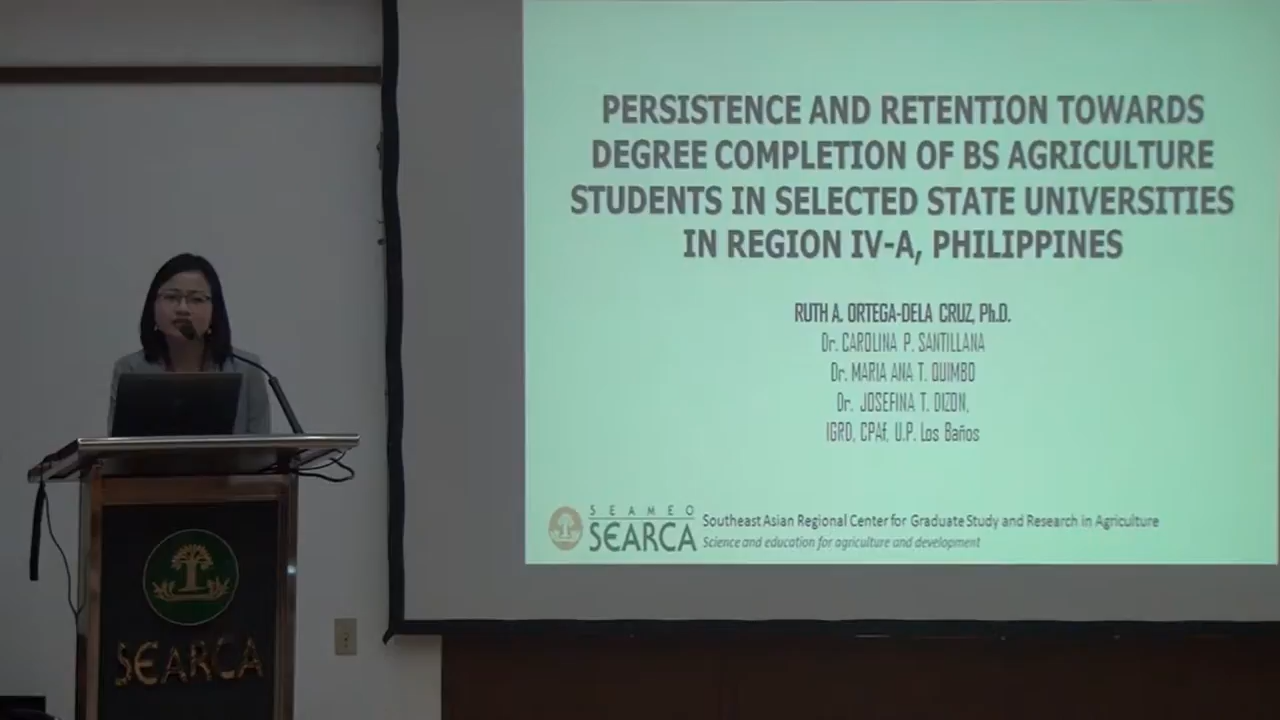 PERSISTENCE AND RETENTION TOWARDS
DEGREE COMPLETION OF BS AGRICULTURE
STUDENTS IN SELECTED STATE UNIVERSITIES
IN REGION IV-A, PHILIPPINES
RUTH A. ORTEGA-DELA CRUZ, Ph.D.
Dr. CAROLINA P. SANTILLANA
Dr. MARIA ANA T. QUIMBO
Dr. JOSEFINA T. DIZON,
IGRD, CPAf, U.P. Los Baños
SEAMEO
SEARCA
Southeast Asian Regional Center for Graduate Study and Research in Agriculture
Science and education for agriculture and development
SEARCA